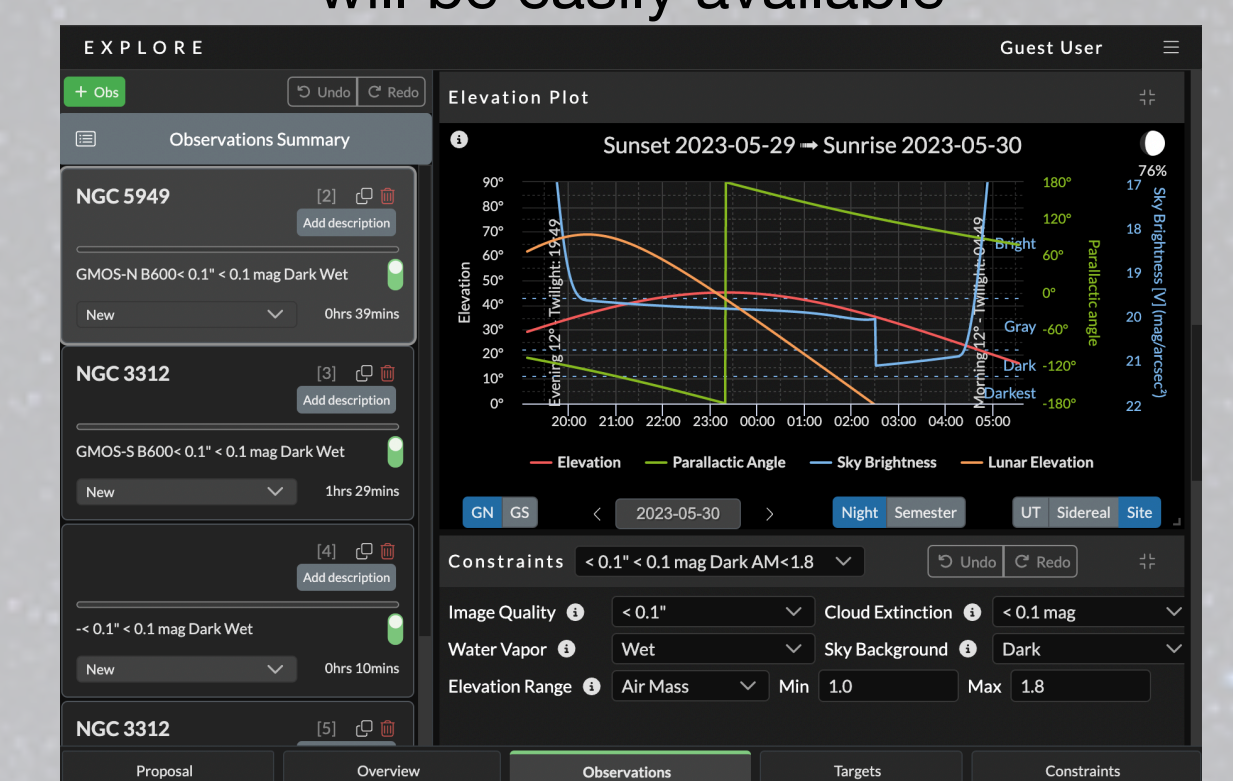 will be easily available
EXPLORE
Guest User
+ Obs
Undo
Redo
Observations Summary
NGC 5949
[2]
Add description
GMOS-N B600< 0.1" < 0.1 mag Dark Wet
New
0hrs 39mins
NGC 3312
[3]
Add description
GMOS-S B600< 0.1" < 0.1 mag Dark Wet
New
1hrs 29mins
[4]
Add description
-< 0.1" < 0.1 mag Dark Wet
New
0hrs 10mins
NGC 3312
[5]
Elevation Plot
Sunset 2023-05-29 ➟ Sunrise 2023-05-30
76%
Elevation
90°
80°
70°
60°
50°
40°
30°
20°
10°
0°
Evening 12° - Twilight: 19:49
Morning 12° - Twilight: 04:49
Bright
Gray
Dark
Darkest
180°
120°
60°
0°
-60°
-120°
-180°
Parallactic angle
17
18
19
20
21
22
Sky Brightness [V] (mag/arcsec²)
20:00 21:00 22:00 23:00 00:00 01:00 02:00 03:00 04:00 05:00
Elevation Parallactic Angle Sky Brightness Lunar Elevation
GN GS
< 2023-05-30 >
Night Semester
UT Sidereal Site
Constraints
< 0.1" < 0.1 mag Dark AM<1.8
Undo
Redo
Image Quality < 0.1" Cloud Extinction < 0.1 mag
Water Vapor Wet Sky Background Dark
Elevation Range Air Mass Min 1.0 Max 1.8
Proposal Overview Observations Targets Constraints